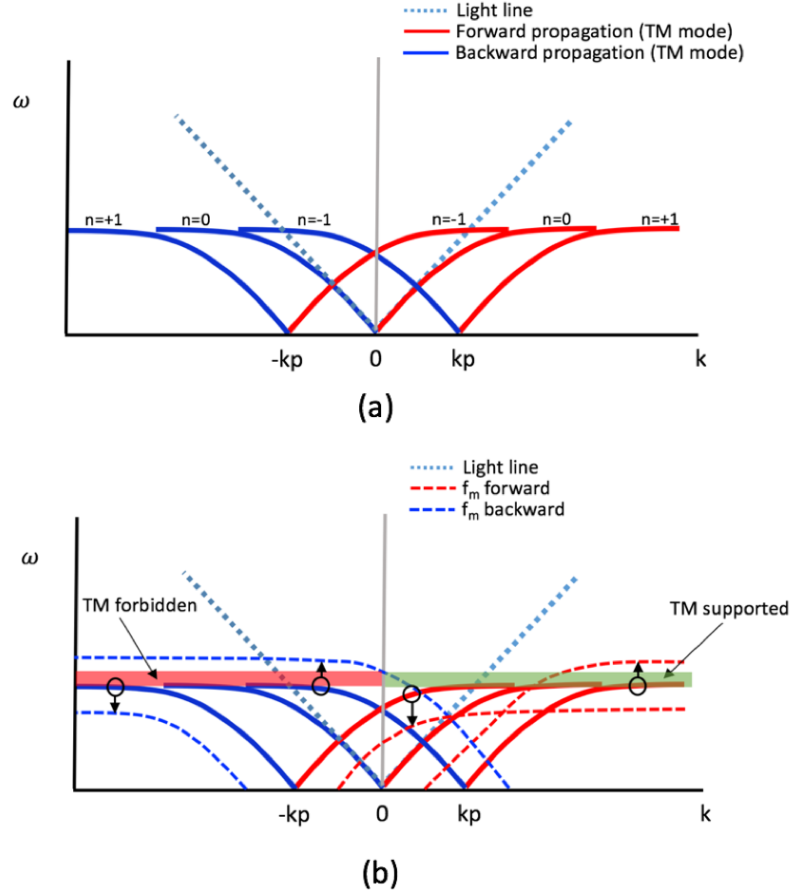 Light line
Forward propagation (TM mode)
Backward propagation (TM mode)
ω
n=+1 n=0 n=-1 n=-1 n=0 n=+1
-kp 0 kp k
(a)
Light line
fm forward
fm backward
ω
TM forbidden TM supported
-kp 0 kp k
(b)